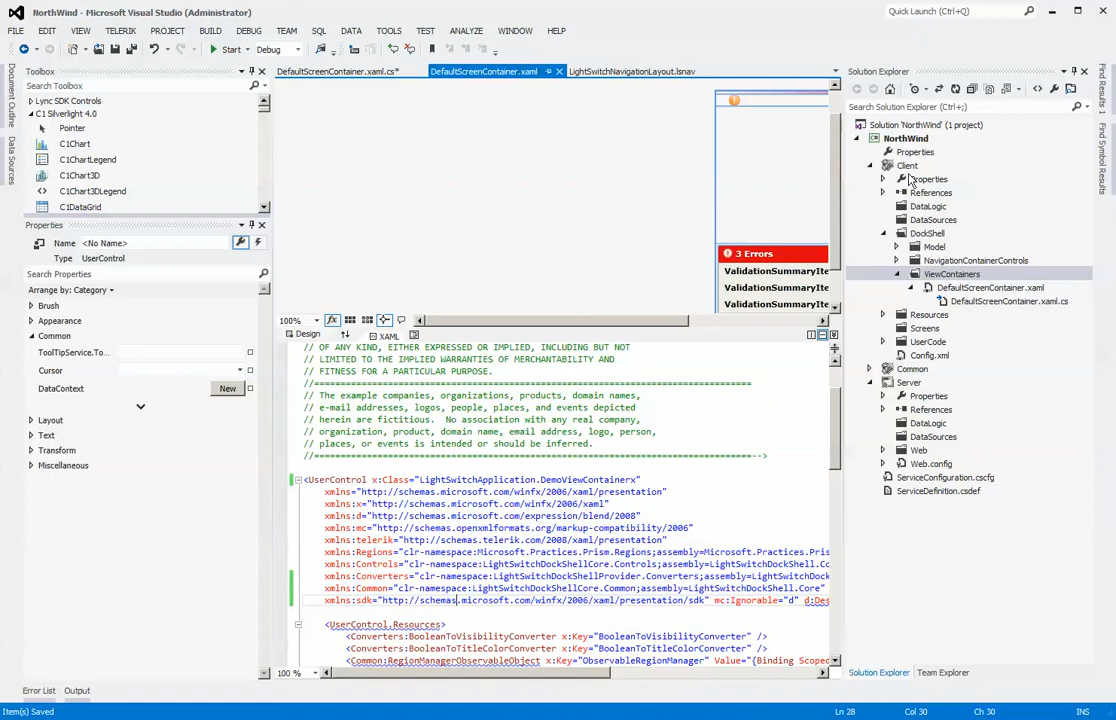 NorthWind - Microsoft Visual Studio (Administrator)
Quick Launch (Ctrl+Q)
FILE EDIT VIEW TELERIK PROJECT BUILD DEBUG TEAM SQL DATA TOOLS TEST ANALYZE WINDOW HELP
Start Debug
Document Outline
Data Sources
Toolbox
Search Toolbox
Lync SDK Controls
C1 Silverlight 4.0
Pointer
C1Chart
C1ChartLegend
C1Chart3D
C1Chart3DLegend
C1DataGrid
Properties
Name <No Name>
Type UserControl
Search Properties
Arrange by: Category
Brush
Appearance
Common
ToolTipService.To...
Cursor
DataContext New
Layout
Text
Transform
Miscellaneous
DefaultScreenContainer.xaml.cs*
DefaultScreenContainer.xaml
LightSwitchNavigationLayout.lsnav
3 Errors
ValidationSummaryIte
ValidationSummaryIte
ValidationSummaryIte
100%
Design XAML
// OF ANY KIND, EITHER EXPRESSED OR IMPLIED, INCLUDING BUT NOT
// LIMITED TO THE IMPLIED WARRANTIES OF MERCHANTABILITY AND
// FITNESS FOR A PARTICULAR PURPOSE.
//===========================================================================
// The example companies, organizations, products, domain names,
// e-mail addresses, logos, people, places, and events depicted
// herein are fictitious.  No association with any real company,
// organization, product, domain name, email address, logo, person,
// places, or events is intended or should be inferred.
//===========================================================================-->
<UserControl x:Class="LightSwitchApplication.DemoViewContainerx"
xmlns="http://schemas.microsoft.com/winfx/2006/xaml/presentation"
xmlns:x="http://schemas.microsoft.com/winfx/2006/xaml"
xmlns:d="http://schemas.microsoft.com/expression/blend/2008"
xmlns:mc="http://schemas.openxmlformats.org/markup-compatibility/2006"
xmlns:telerik="http://schemas.telerik.com/2008/xaml/presentation"
xmlns:Regions="clr-namespace:Microsoft.Practices.Prism.Regions;assembly=Microsoft.Practices.Pris
xmlns:Controls="clr-namespace:LightSwitchDockShellCore.Controls;assembly=LightSwitchDockShell.Co
xmlns:Converters="clr-namespace:LightSwitchDockShellProvider.Converters;assembly=LightSwitchDock
xmlns:Common="clr-namespace:LightSwitchDockShellCore.Common;assembly=LightSwitchDockShell.Core"
xmlns:sdk="http://schemas.microsoft.com/winfx/2006/xaml/presentation/sdk" mc:Ignorable="d" d:Des
<UserControl.Resources>
<Converters:BooleanToVisibilityConverter x:Key="BooleanToVisibilityConverter" />
<Converters:BooleanToTitleColorConverter x:Key="BooleanToTitleColorConverter" />
<Common:RegionManagerObservableObject x:Key="ObservableRegionManager" Value="{Binding Scoped
100 %
Solution Explorer
Search Solution Explorer (Ctrl+;)
Solution 'NorthWind' (1 project)
NorthWind
Properties
Client
Properties
References
DataLogic
DataSources
DockShell
Model
NavigationContainerControls
ViewContainers
DefaultScreenContainer.xaml
DefaultScreenContainer.xaml.cs
Resources
Screens
UserCode
Config.xml
Common
Server
Properties
References
DataLogic
DataSources
Web
Web.config
ServiceConfiguration.cscfg
ServiceDefinition.csdef
Solution Explorer Team Explorer
Find Results 1
Find Symbol Results
Error List Output
Item(s) Saved Ln 28 Col 30 Ch 30 INS